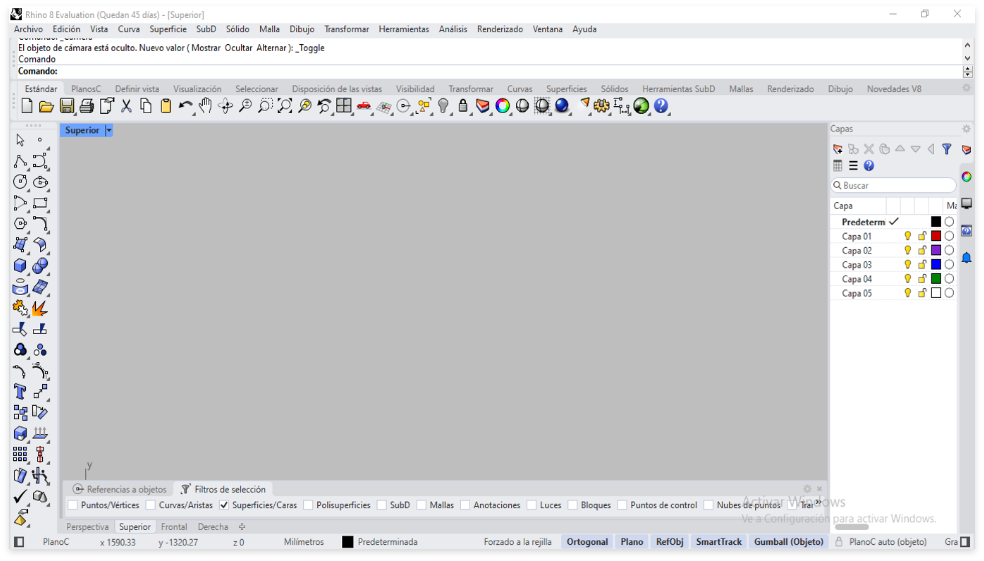 Rhino 8 Evaluation (Quedan 45 días) - [Superior]
Archivo Edición Vista Curva Superficie SubD Sólido Malla Dibujo Transformar Herramientas Análisis Renderizado Ventana Ayuda
El objeto de cámara está oculto. Nuevo valor ( Mostrar Ocultar Alternar ): _Toggle
Comando
Comando:
Estándar PlanosC Definir vista Visualización Seleccionar Disposición de las vistas Visibilidad Transformar Curvas Superficies Sólidos Herramientas SubD Mallas Renderizado Dibujo Novedades V8
Superior
Capas
Buscar
Capa Ma
Predeterm
Capa 01
Capa 02
Capa 03
Capa 04
Capa 05
y
Referencias a objetos Filtros de selección
Puntos/Vértices Curvas/Aristas Superficies/Caras Polisuperficies SubD Mallas Anotaciones Luces Bloques Puntos de control Nubes de puntos Trar
Activar Windows
Ve a Configuración para activar Windows.
Perspectiva Superior Frontal Derecha
PlanoC x 1590.33 y -1320.27 z 0 Milímetros Predeterminada Forzado a la rejilla Ortogonal Plano RefObj SmartTrack Gumball (Objeto) PlanoC auto (objeto) Gra